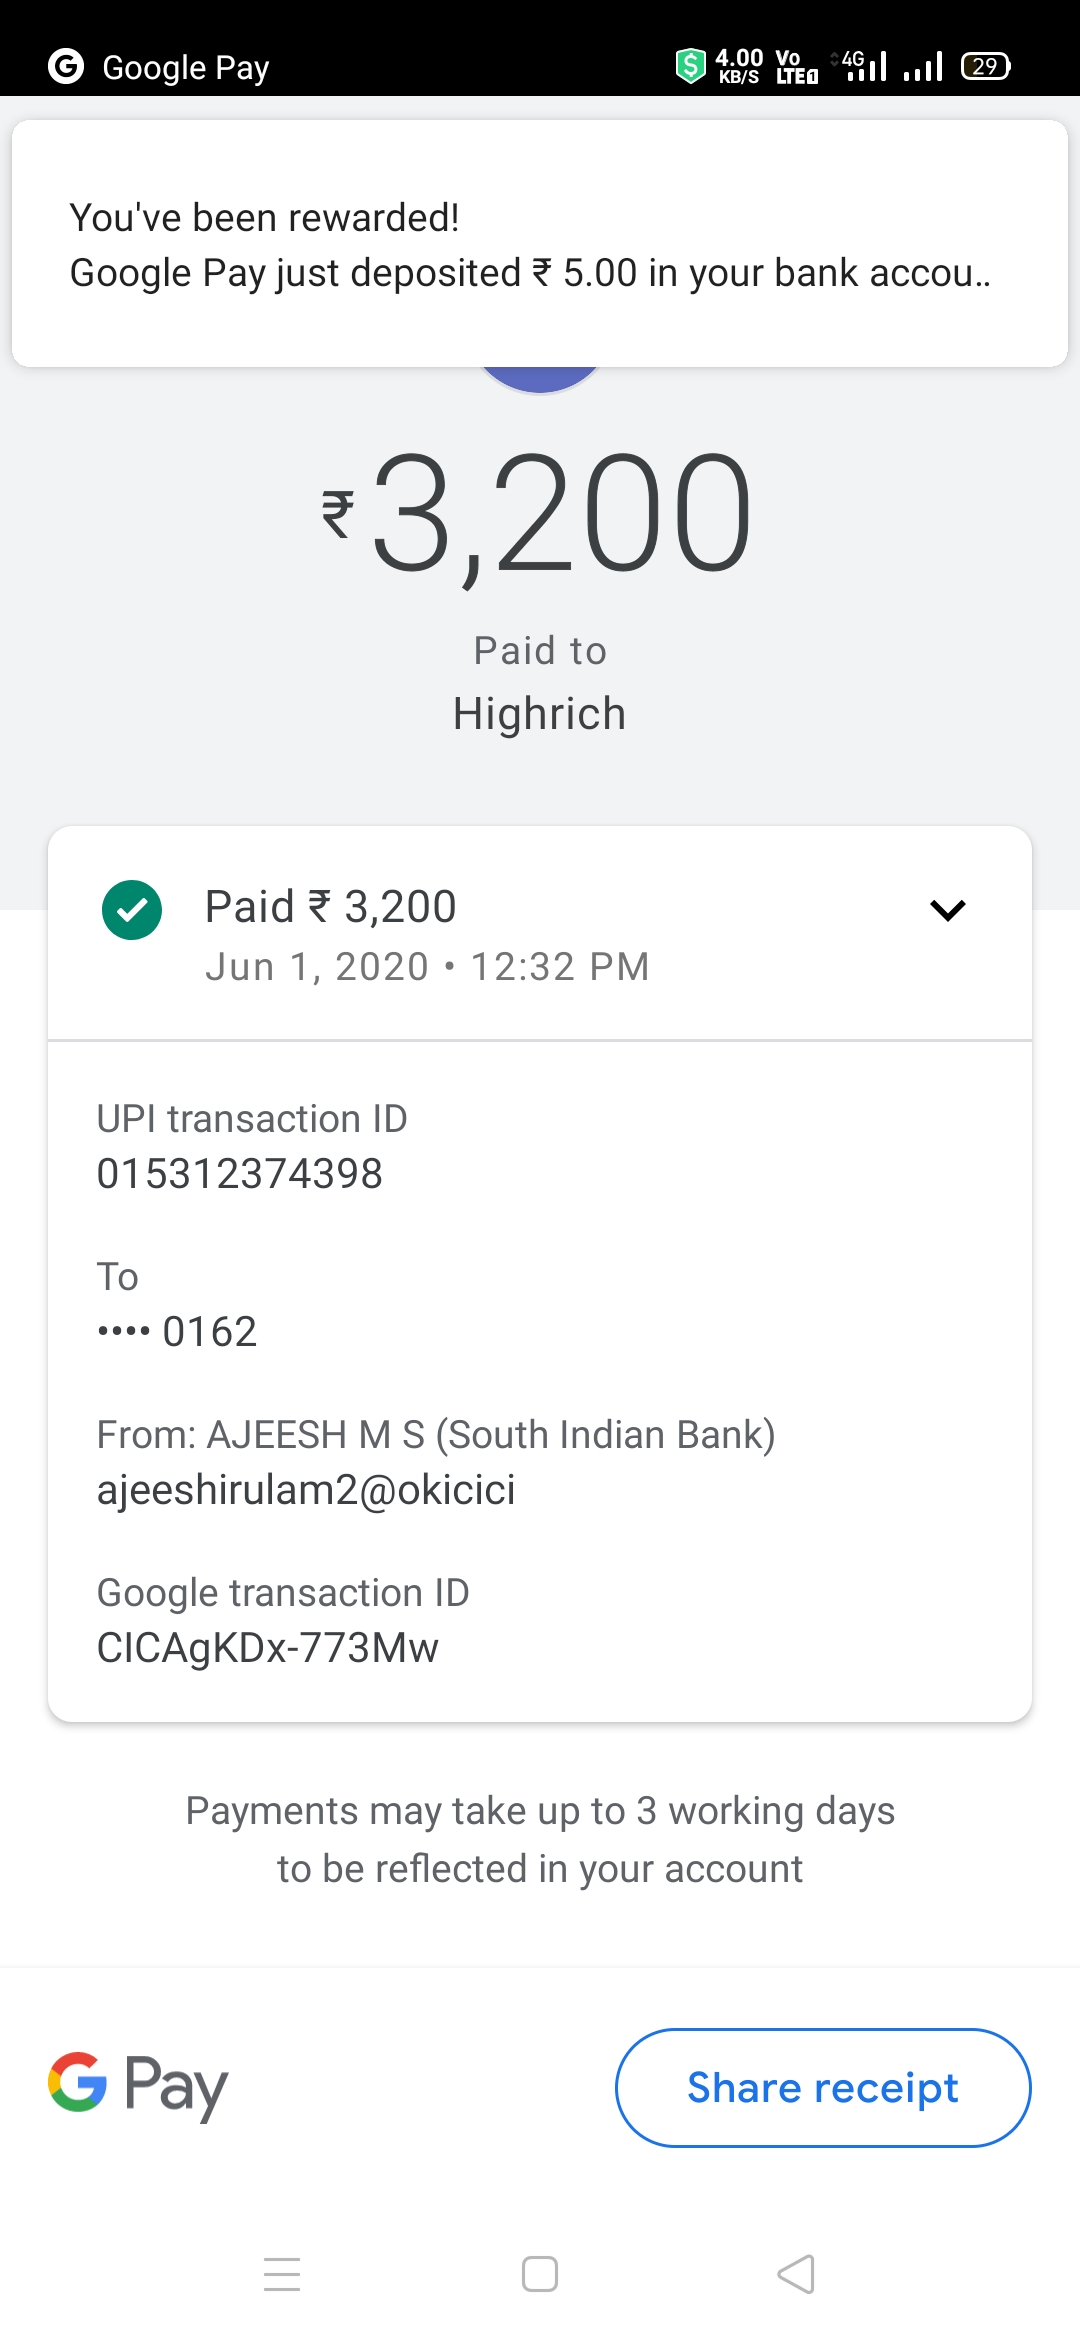 Google Pay
4.00 KB/S Vo LTE 1 4G 29
You've been rewarded!
Google Pay just deposited ₹ 5.00 in your bank accou..
₹3,200
Paid to
Highrich
Paid ₹ 3,200
Jun 1, 2020 • 12:32 PM
UPI transaction ID
015312374398
To
•••• 0162
From: AJEESH M S (South Indian Bank)
ajeeshirulam2@okicici
Google transaction ID
CICAgKDx-773Mw
Payments may take up to 3 working days
to be reflected in your account
G Pay
Share receipt